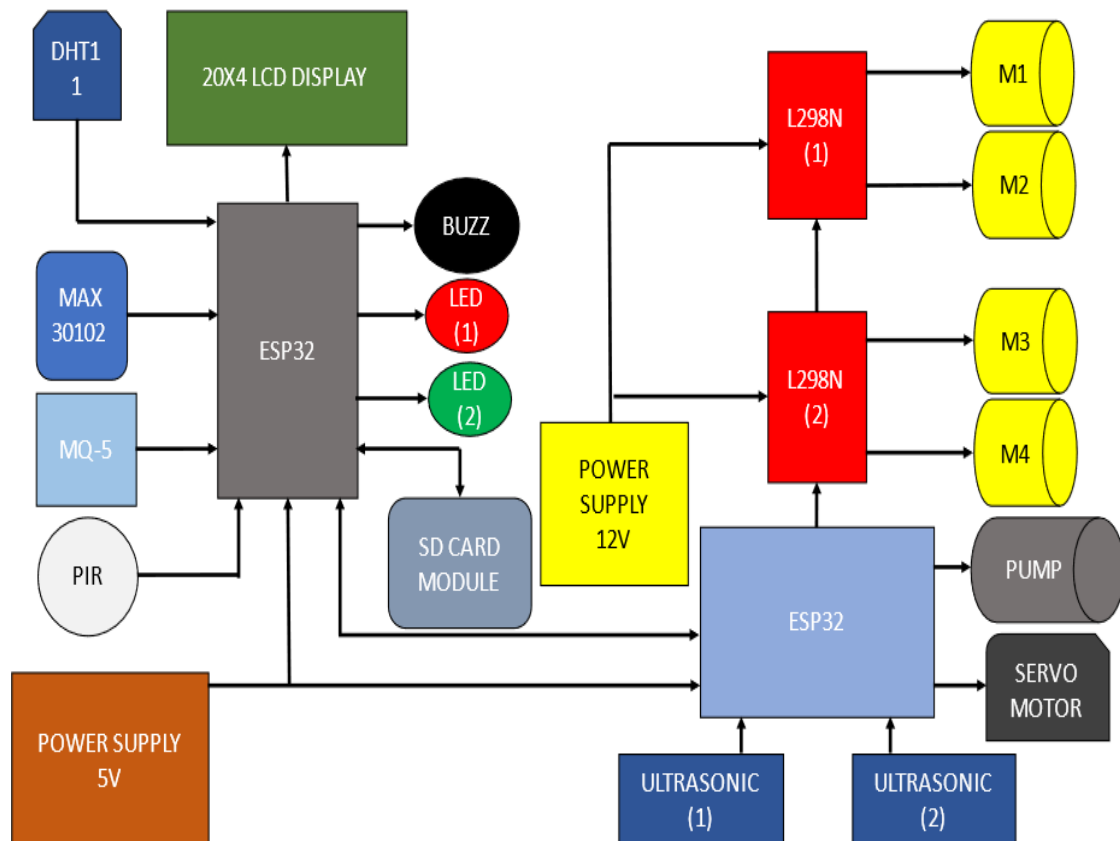 DHT1
1
20X4 LCD DISPLAY
BUZZ
MAX
30102
ESP32
LED
(1)
LED
(2)
MQ-5
PIR
SD CARD
MODULE
POWER SUPPLY
5V
L298N
(1)
M1
M2
L298N
(2)
M3
M4
POWER
SUPPLY
12V
ESP32
PUMP
SERVO
MOTOR
ULTRASONIC
(1)
ULTRASONIC
(2)